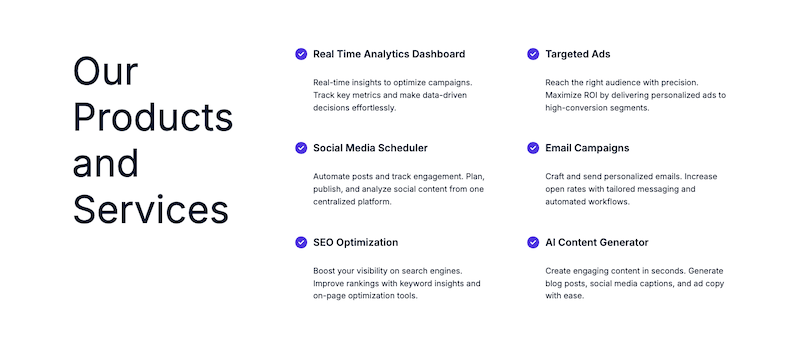 Our
Products
and
Services
Real Time Analytics Dashboard
Real-time insights to optimize campaigns.
Track key metrics and make data-driven
decisions effortlessly.
Targeted Ads
Reach the right audience with precision.
Maximize ROI by delivering personalized ads to
high-conversion segments.
Social Media Scheduler
Automate posts and track engagement. Plan,
publish, and analyze social content from one
centralized platform.
Email Campaigns
Craft and send personalized emails. Increase
open rates with tailored messaging and
automated workflows.
SEO Optimization
Boost your visibility on search engines.
Improve rankings with keyword insights and
on-page optimization tools.
AI Content Generator
Create engaging content in seconds. Generate
blog posts, social media captions, and ad copy
with ease.